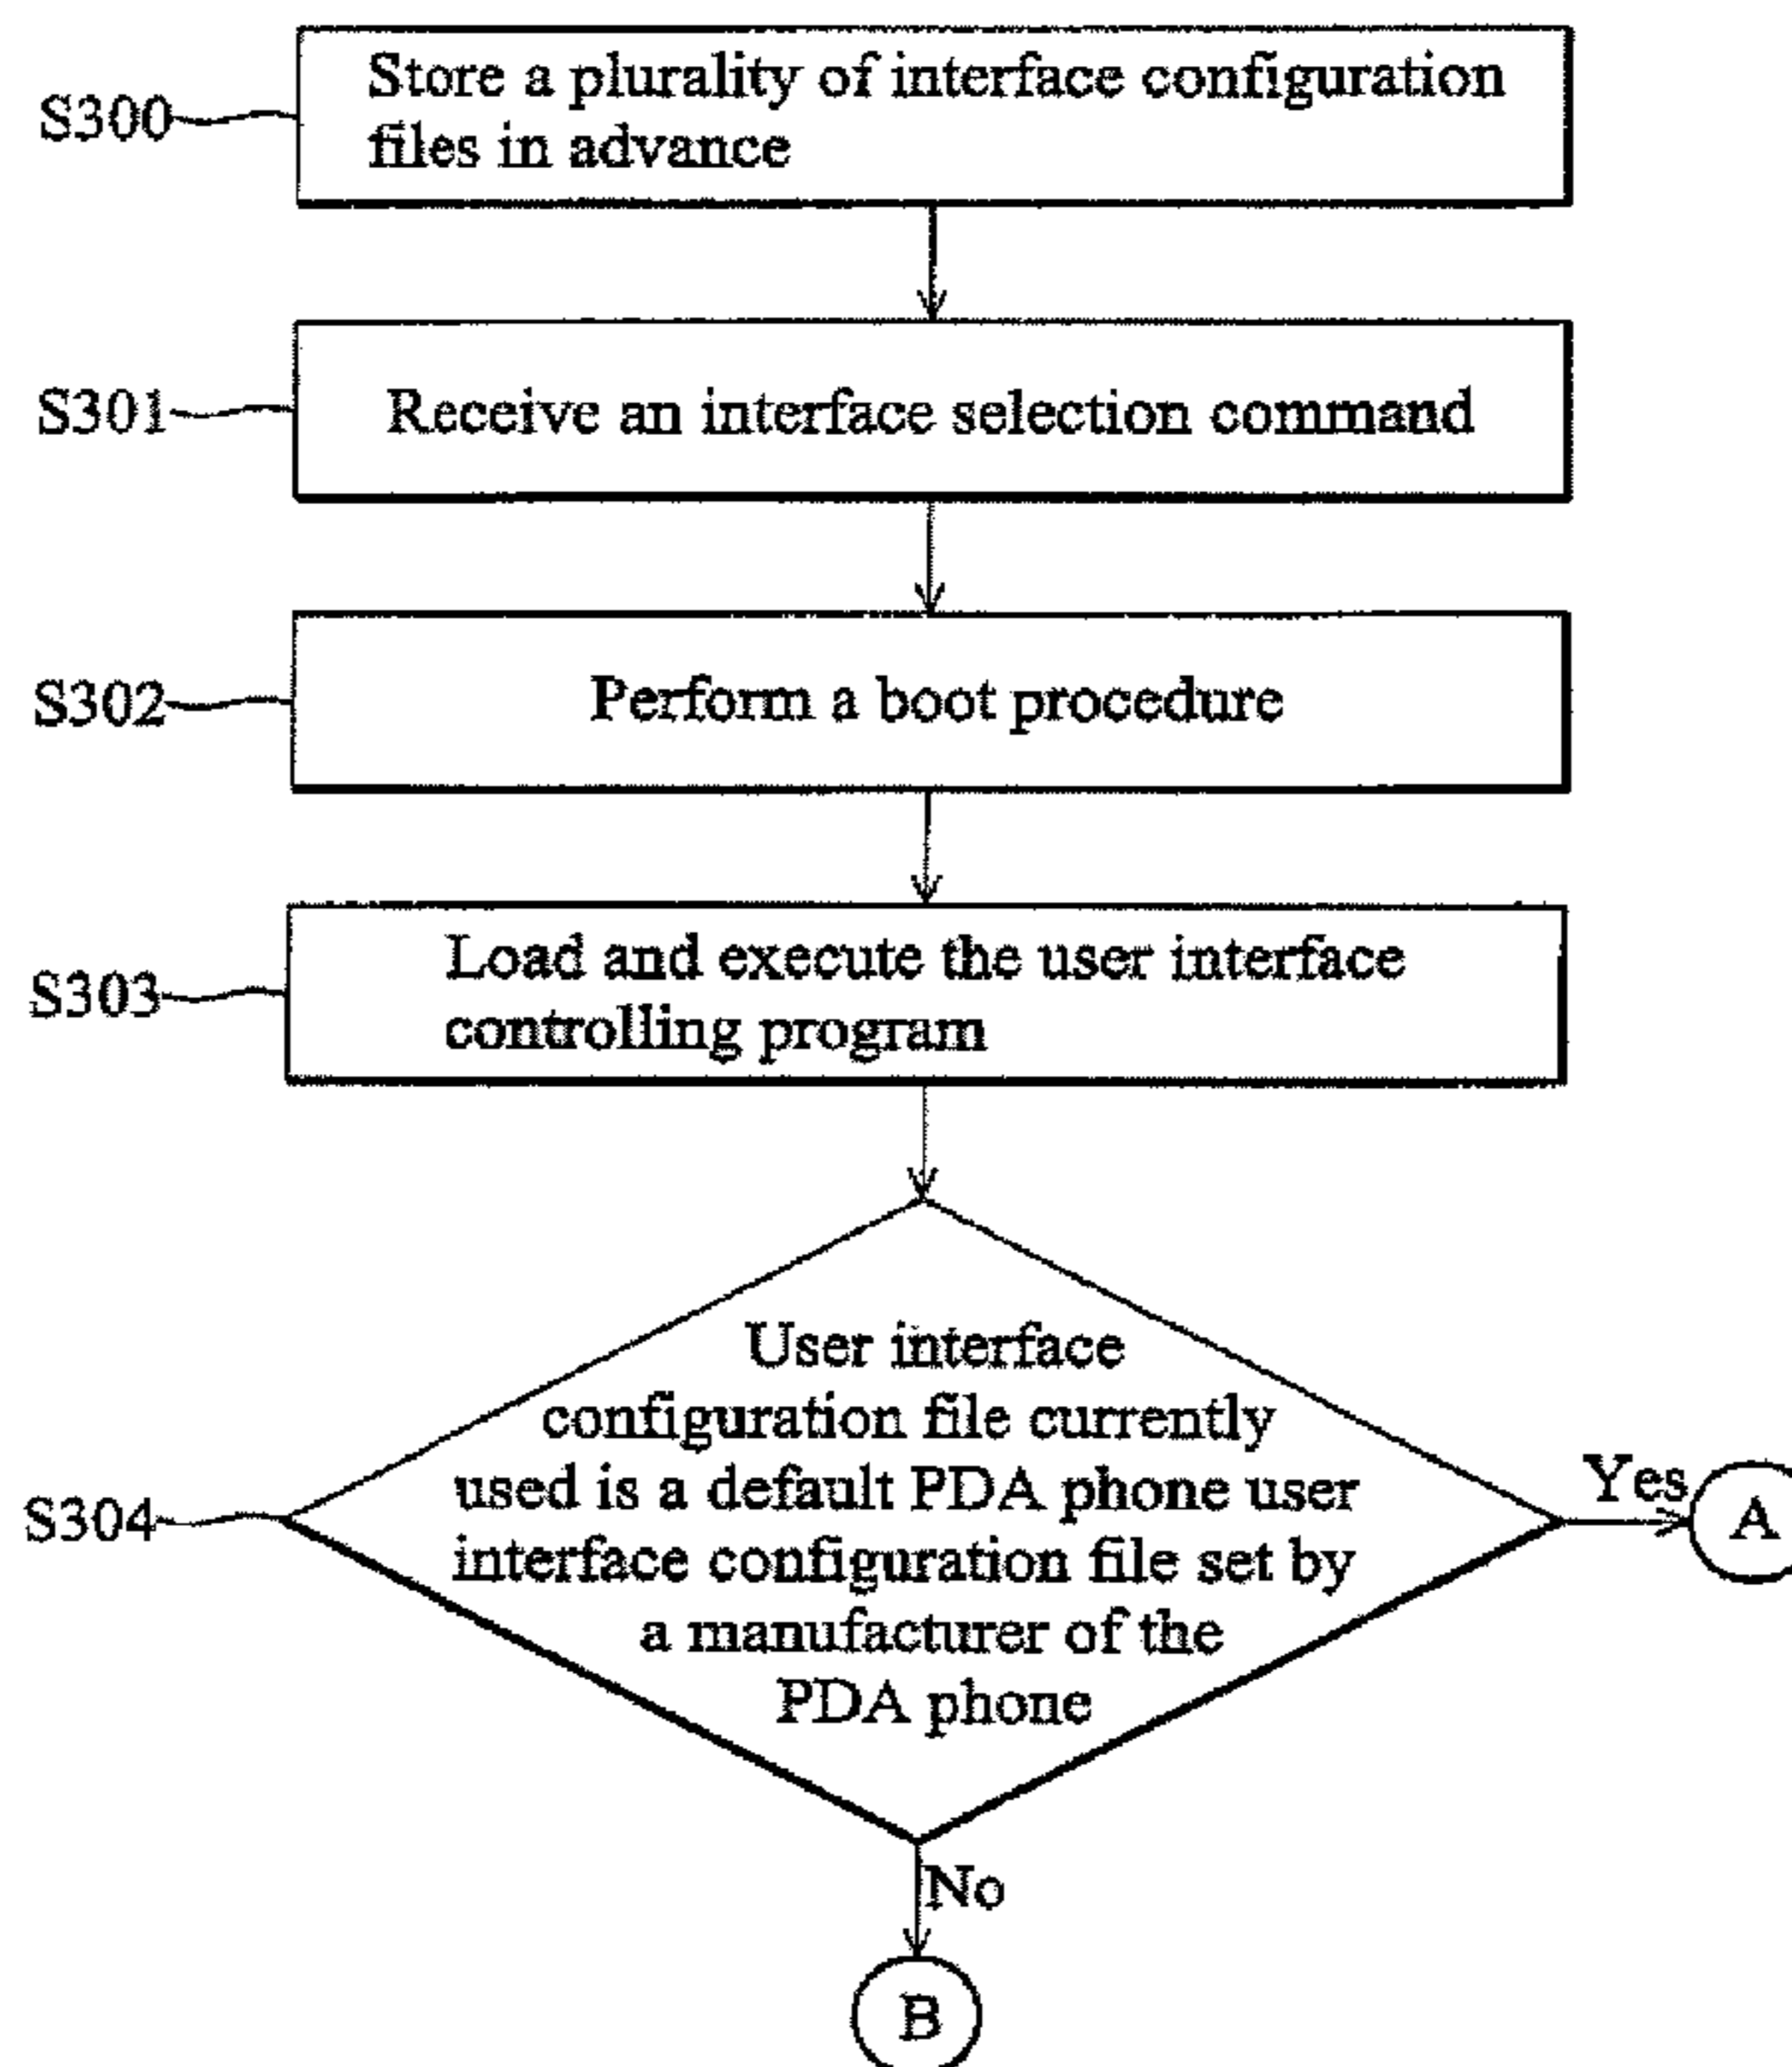 Store a plurality of interface configuration
files in advance
S300
Receive an interface selection command
S301
Perform a boot procedure
S302
Load and execute the user interface
controlling program
S303
User interface
configuration file currently
used is a default PDA phone user
interface configuration file set by
a manufacturer of the
PDA phone
S304
Yes
A
No
B